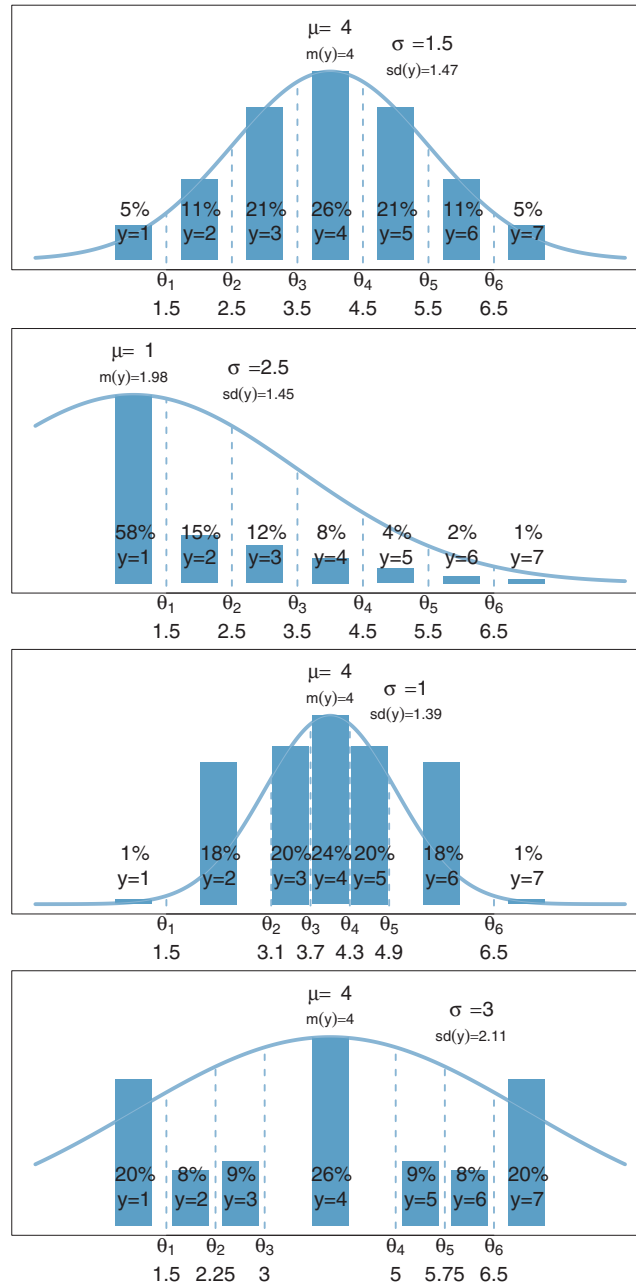 μ= 4
m(y)=4
σ =1.5
sd(y)=1.47
5% 11% 21% 26% 21% 11% 5%
y=1 y=2 y=3 y=4 y=5 y=6 y=7
θ1 θ2 θ3 θ4 θ5 θ6
1.5 2.5 3.5 4.5 5.5 6.5
μ= 1
m(y)=1.98
σ =2.5
sd(y)=1.45
58% 15% 12% 8% 4% 2% 1%
y=1 y=2 y=3 y=4 y=5 y=6 y=7
θ1 θ2 θ3 θ4 θ5 θ6
1.5 2.5 3.5 4.5 5.5 6.5
μ= 4
m(y)=4
σ =1
sd(y)=1.39
1% 18% 20% 24% 20% 18% 1%
y=1 y=2 y=3 y=4 y=5 y=6 y=7
θ1 θ2 θ3 θ4 θ5 θ6
1.5 3.1 3.7 4.3 4.9 6.5
μ= 4
m(y)=4
σ =3
sd(y)=2.11
20% 8% 9% 26% 9% 8% 20%
y=1 y=2 y=3 y=4 y=5 y=6 y=7
θ1 θ2 θ3 θ4 θ5 θ6
1.5 2.25 3 5 5.75 6.5